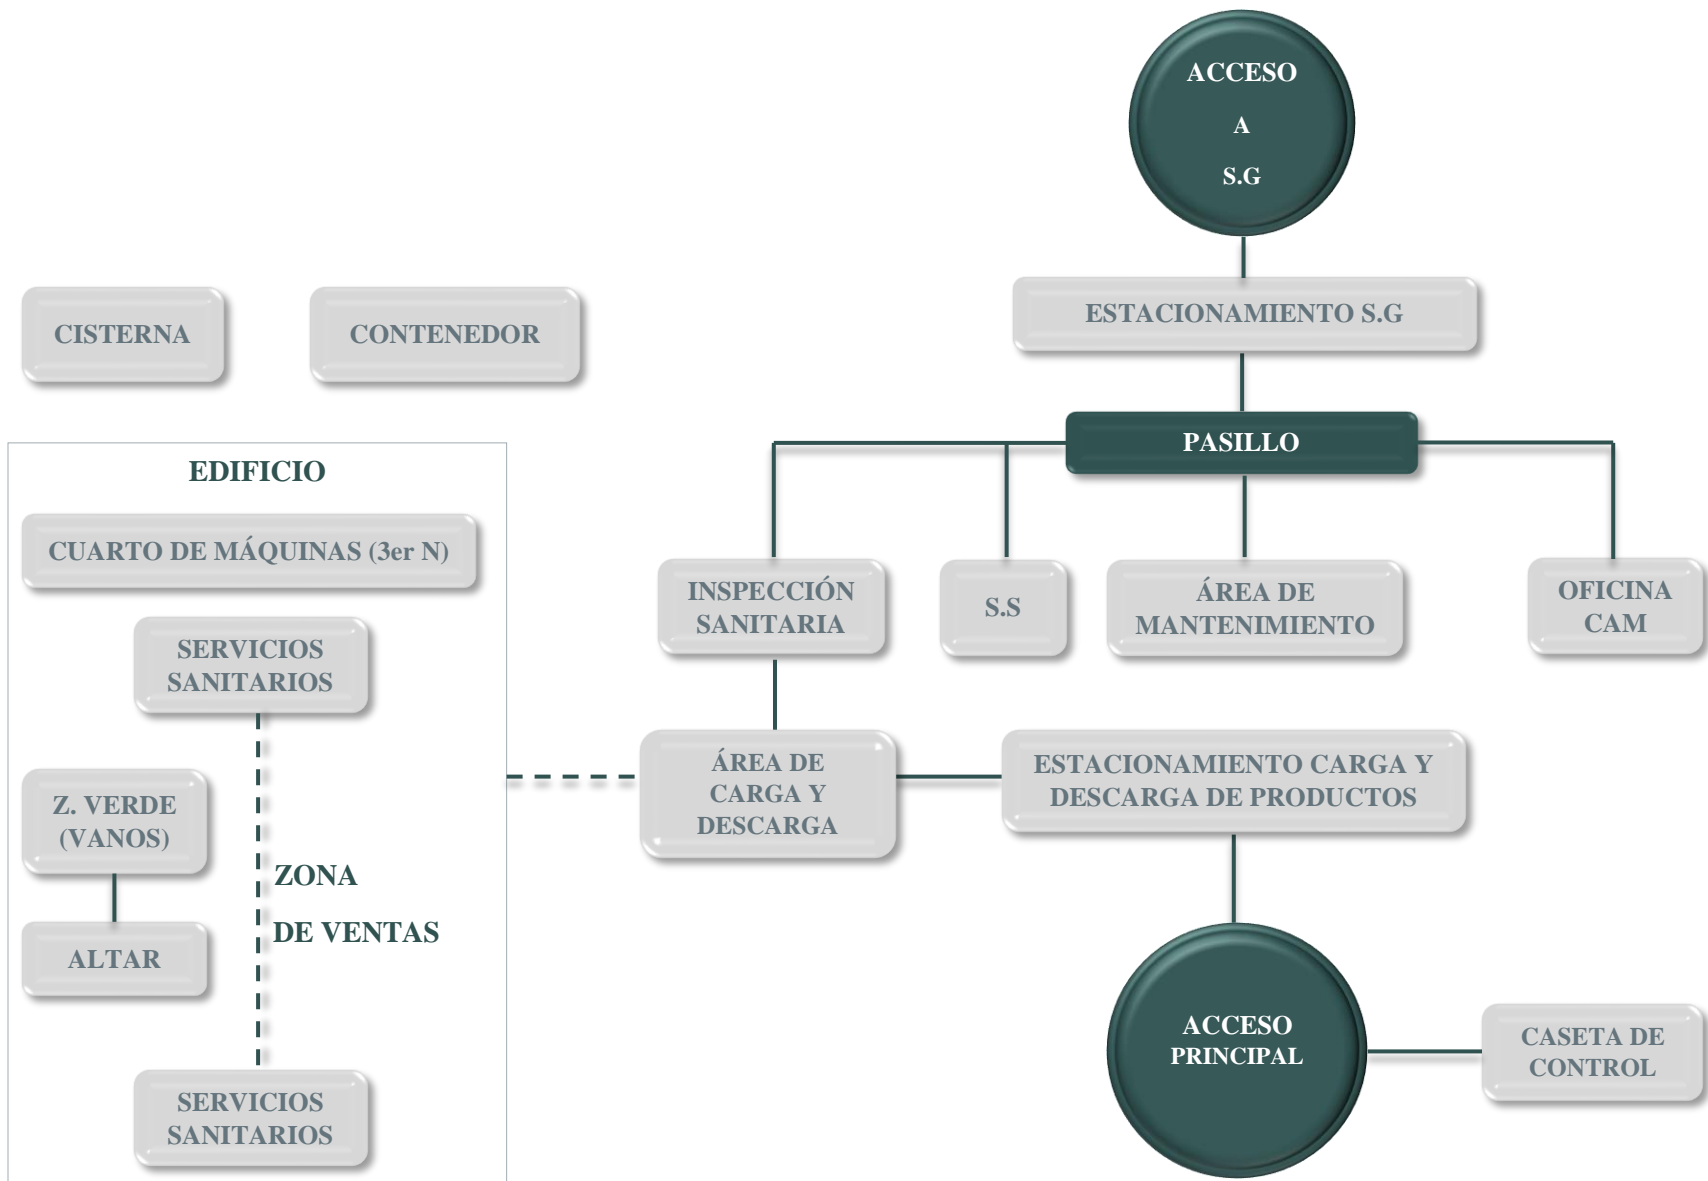 ACCESO
A
S.G
ESTACIONAMIENTO S.G
CISTERNA
CONTENEDOR
PASILLO
EDIFICIO
CUARTO DE MÁQUINAS (3er N)
INSPECCIÓN
SANITARIA
S.S
ÁREA DE
MANTENIMIENTO
OFICINA
CAM
SERVICIOS
SANITARIOS
Z. VERDE
(VANOS)
ÁREA DE
CARGA Y
DESCARGA
ESTACIONAMIENTO CARGA Y
DESCARGA DE PRODUCTOS
ZONA
DE VENTAS
ALTAR
ACCESO
PRINCIPAL
CASETA DE
CONTROL
SERVICIOS
SANITARIOS